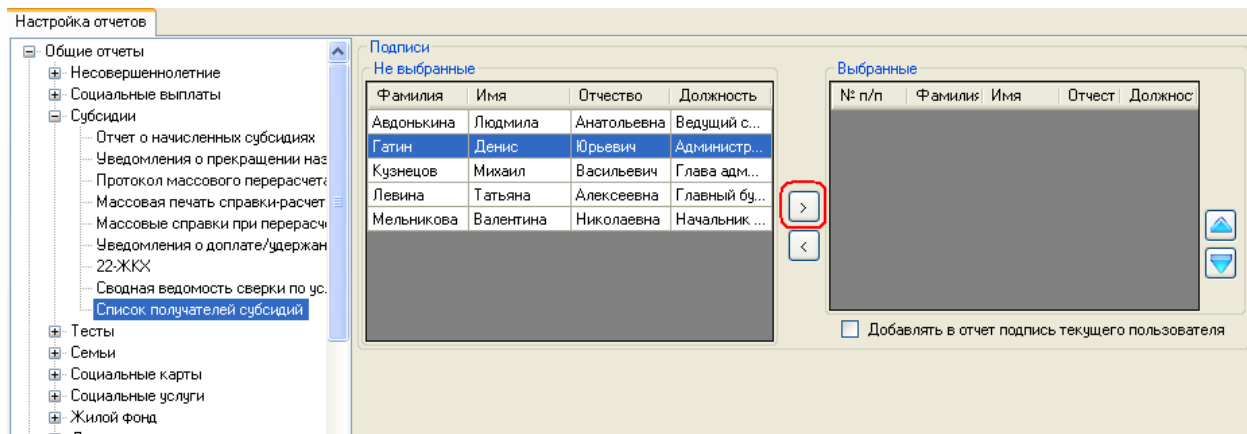 Настройка отчетов
Общие отчеты
Несовершеннолетние
Социальные выплаты
Субсидии
Отчет о начисленных субсидиях
Уведомления о прекращении наз
Протокол массового перерасчета
Массовая печать справки-расчет
Массовые справки при перерасч
Уведомления о доплате/удержан
22-ЖКХ
Сводная ведомость сверки по ус.
Список получателей субсидий
Тесты
Семьи
Социальные карты
Социальные услуги
Жилой фонд
Подписи
Не выбранные
Фамилия Имя Отчество Должность
Авдонькина Людмила Анатольевна Ведущий с...
Гатин Денис Юрьевич Администр...
Кузнецов Михаил Васильевич Глава адм...
Левина Татьяна Алексеевна Главный бу...
Мельникова Валентина Николаевна Начальник ...
>
<
Выбранные
№ п/п Фамилия Имя Отчест Должнос
Добавлять в отчет подпись текущего пользователя